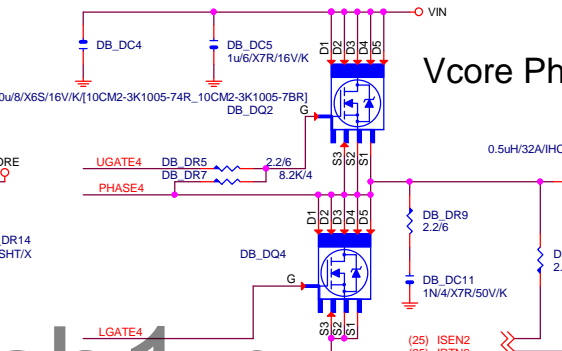 VIN
DB_DC4
DB_DC5
1u/6/X7R/16V/K
D1 D2 D3 D4 D5
Vcore Ph
0u/8/X6S/16V/K/[10CM2-3K1005-74R_10CM2-3K1005-7BR]
DB_DQ2
G
S3 S2 S1
0.5uH/32A/IHC
ORE
UGATE4
DB_DR5
2.2/6
DB_DR7
8.2K/4
PHASE4
D1 D2 D3 D4 D5
DB_DR9
2.2/6
_DR14
SHT/X
DB_DQ4
G
D
2.
DB_DC11
1N/4/X7R/50V/K
S3 S2 S1
LGATE4
(25) ISEN2